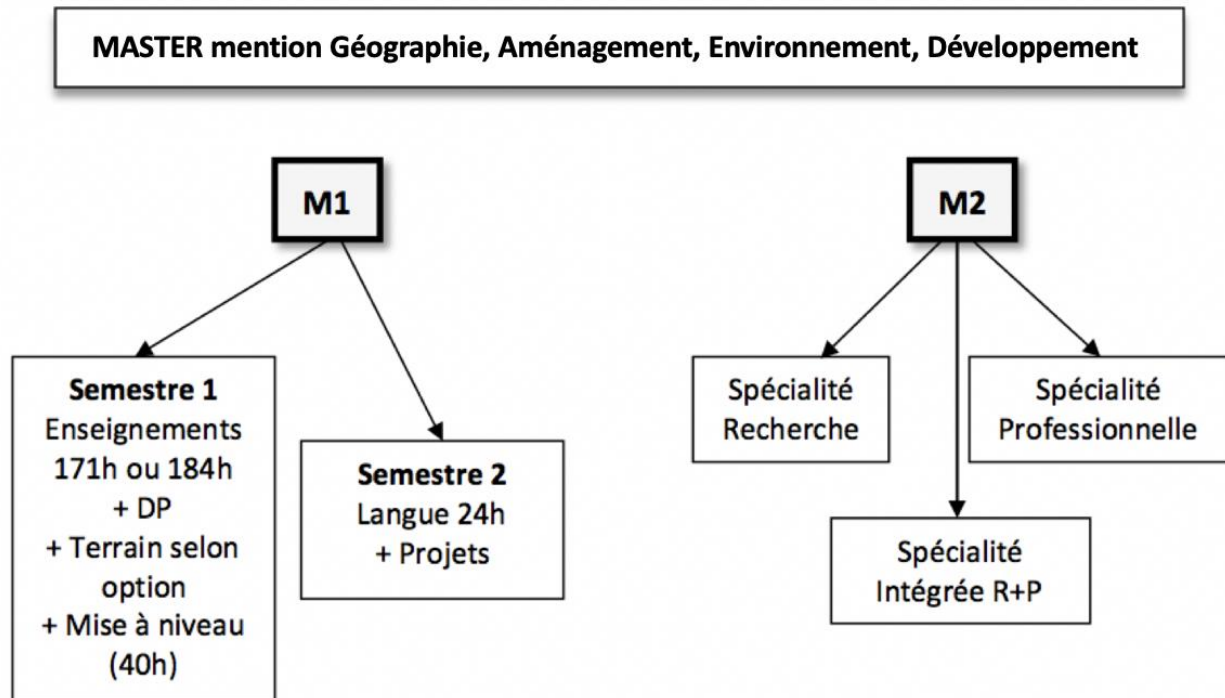 MASTER mention Géographie, Aménagement, Environnement, Développement
M1
M2
Semestre 1
Enseignements
171h ou 184h
+ DP
+ Terrain selon
option
+ Mise à niveau
(40h)
Semestre 2
Langue 24h
+ Projets
Spécialité
Recherche
Spécialité
Professionnelle
Spécialité
Intégrée R+P